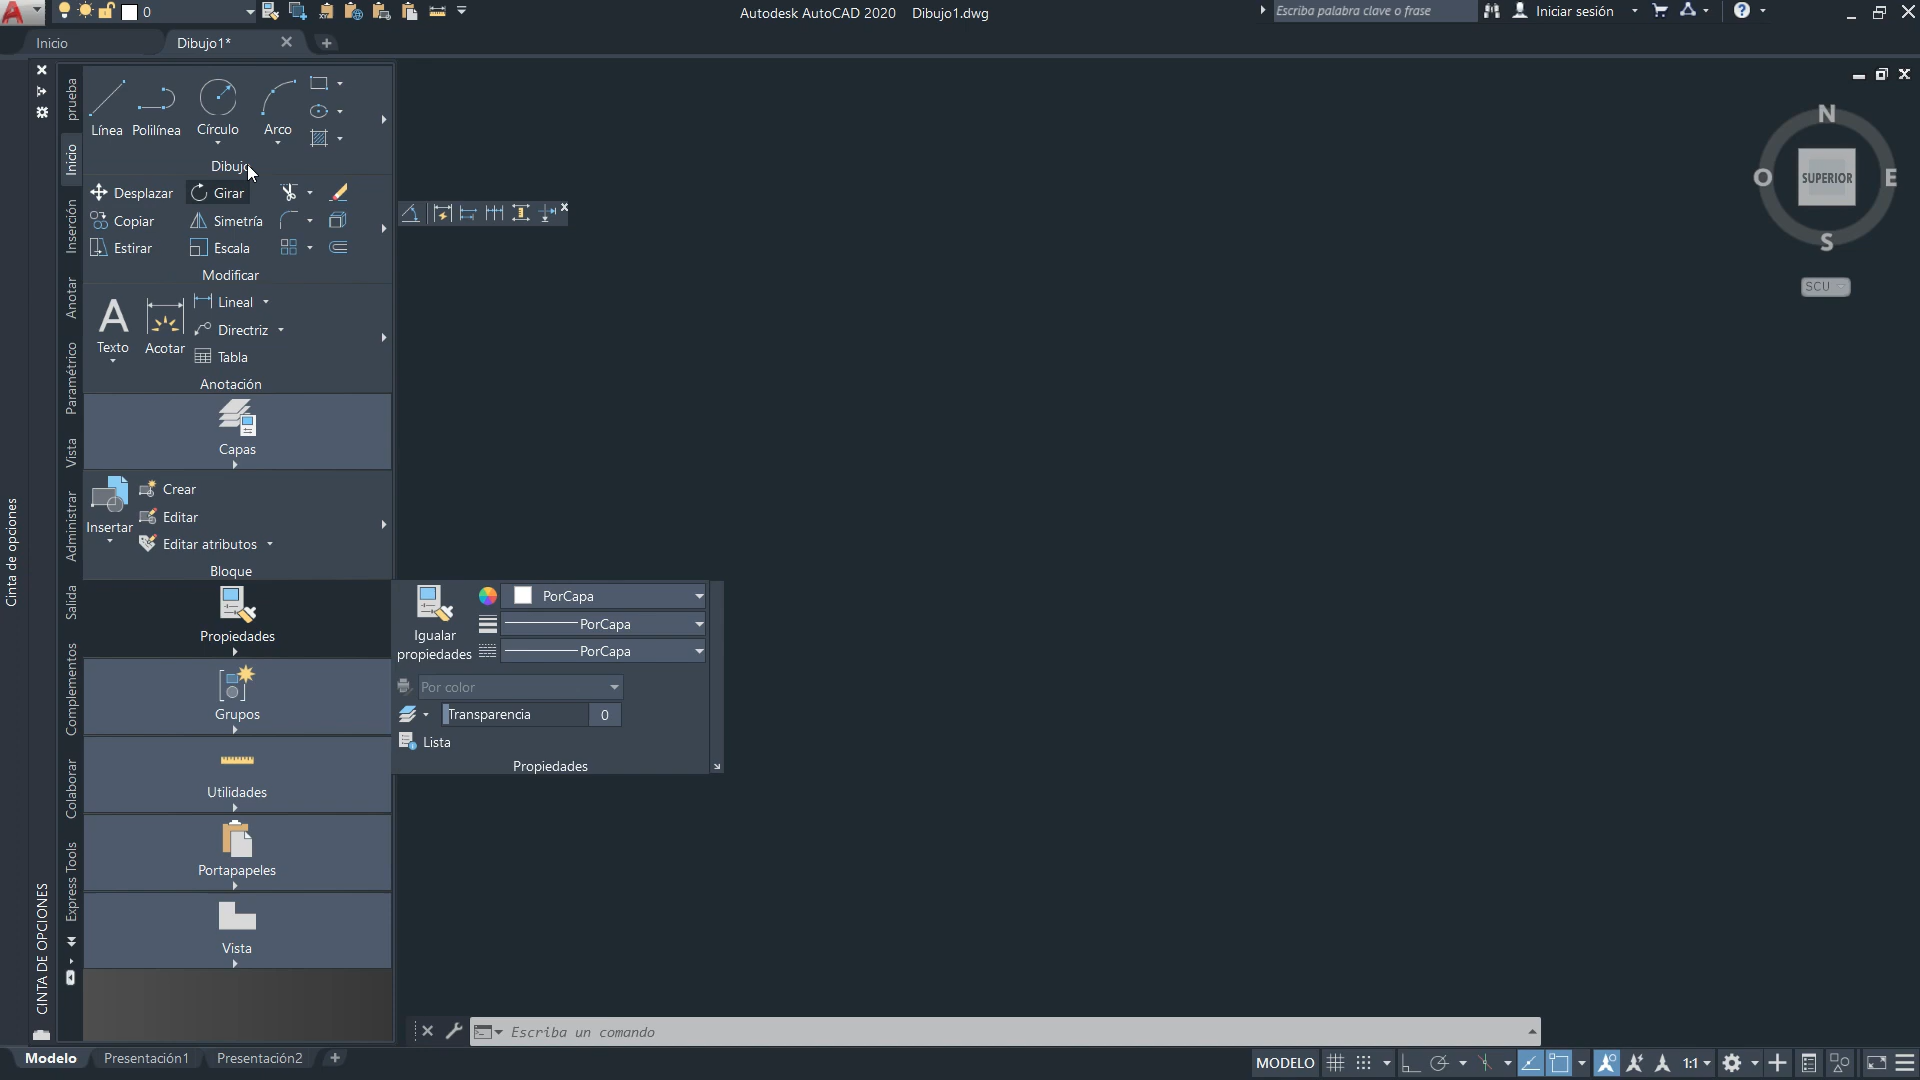 0
Autodesk AutoCAD 2020 Dibujo1.dwg
Escriba palabra clave o frase
Iniciar sesión
Inicio
Dibujo1*
prueba
Inicio
Inserción
Anotar
Paramétrico
Vista
Administrar
Salida
Complementos
Colaborar
Express Tools
Cinta de opciones
CINTA DE OPCIONES
Línea Polilínea Círculo Arco
Dibujo
Desplazar Girar
Copiar Simetría
Estirar Escala
Modificar
Texto Acotar
Lineal
Directriz
Tabla
Anotación
Capas
Insertar
Crear
Editar
Editar atributos
Bloque
Propiedades
Grupos
Utilidades
Portapapeles
Vista
Igualar
propiedades
PorCapa
PorCapa
PorCapa
Por color
Transparencia 0
Lista
Propiedades
N
O SUPERIOR E
S
SCU
Escriba un comando
Modelo Presentación1 Presentación2
MODELO 1:1